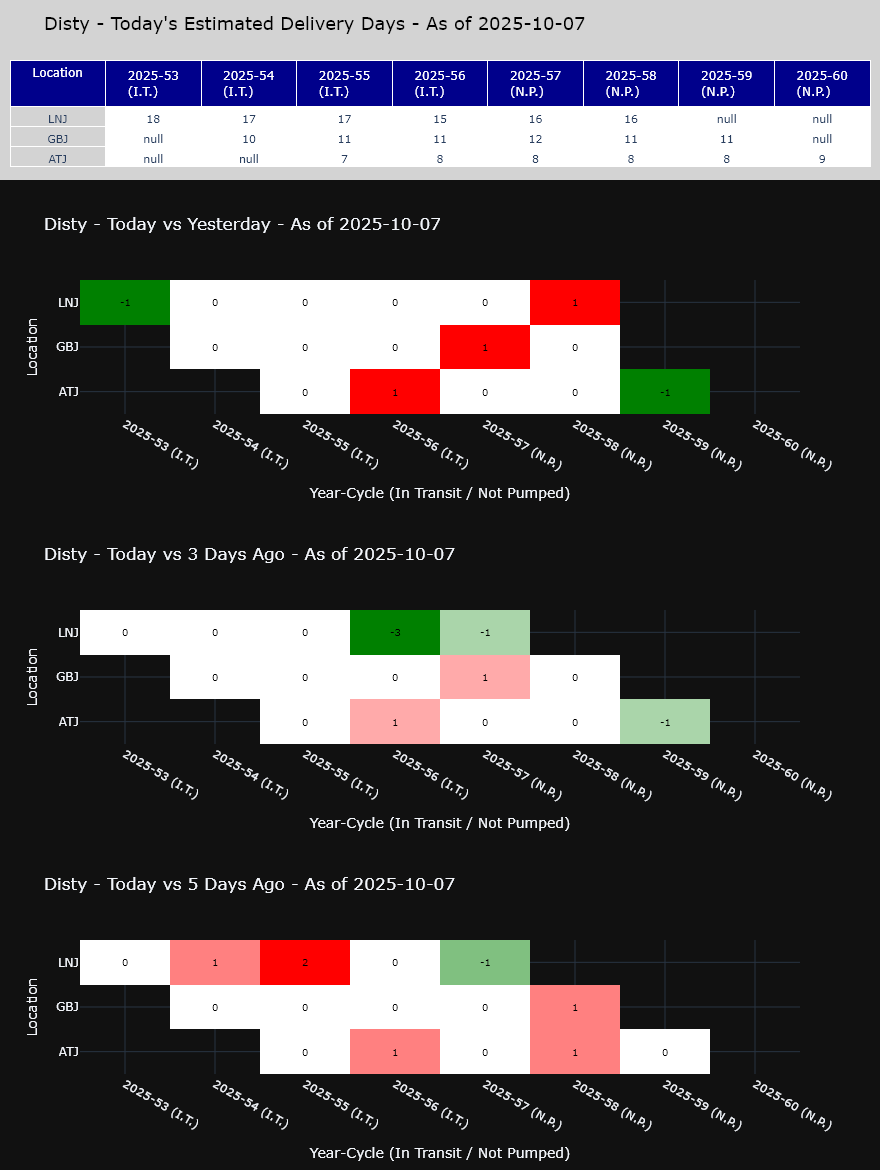 Disty - Today's Estimated Delivery Days - As of 2025-10-07
Location 2025-53 (I.T.) 2025-54 (I.T.) 2025-55 (I.T.) 2025-56 (I.T.) 2025-57 (N.P.) 2025-58 (N.P.) 2025-59 (N.P.) 2025-60 (N.P.)
LNJ 18 17 17 15 16 16 null null
GBJ null 10 11 11 12 11 11 null
ATJ null null 7 8 8 8 8 9
Disty - Today vs Yesterday - As of 2025-10-07
Location
LNJ -1 0 0 0 0 1
GBJ 0 0 0 1 0
ATJ 0 1 0 0 -1
2025-53 (I.T.) 2025-54 (I.T.) 2025-55 (I.T.) 2025-56 (I.T.) 2025-57 (N.P.) 2025-58 (N.P.) 2025-59 (N.P.) 2025-60 (N.P.)
Year-Cycle (In Transit / Not Pumped)
Disty - Today vs 3 Days Ago - As of 2025-10-07
Location
LNJ 0 0 0 -3 -1
GBJ 0 0 0 1 0
ATJ 0 1 0 0 -1
2025-53 (I.T.) 2025-54 (I.T.) 2025-55 (I.T.) 2025-56 (I.T.) 2025-57 (N.P.) 2025-58 (N.P.) 2025-59 (N.P.) 2025-60 (N.P.)
Year-Cycle (In Transit / Not Pumped)
Disty - Today vs 5 Days Ago - As of 2025-10-07
Location
LNJ 0 1 2 0 -1
GBJ 0 0 0 0 1
ATJ 0 1 0 1 0
2025-53 (I.T.) 2025-54 (I.T.) 2025-55 (I.T.) 2025-56 (I.T.) 2025-57 (N.P.) 2025-58 (N.P.) 2025-59 (N.P.) 2025-60 (N.P.)
Year-Cycle (In Transit / Not Pumped)